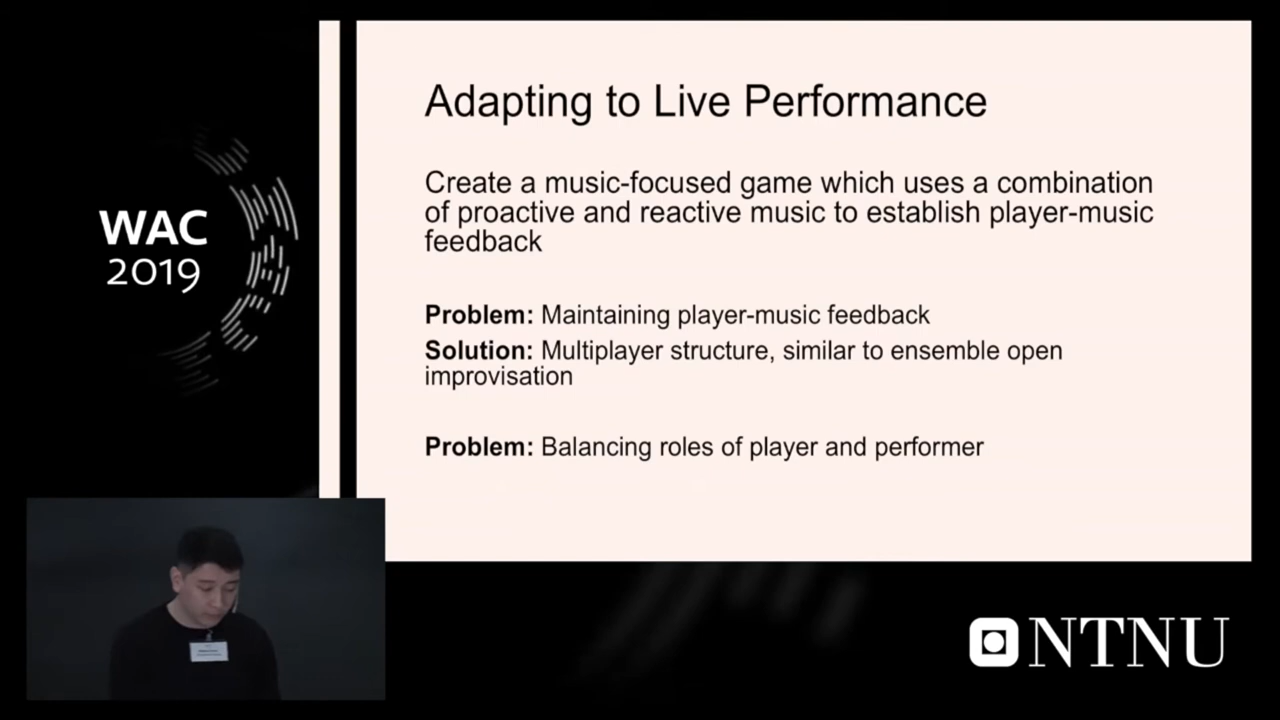 WAC
2019
Adapting to Live Performance
Create a music-focused game which uses a combination
of proactive and reactive music to establish player-music
feedback
Problem: Maintaining player-music feedback
Solution: Multiplayer structure, similar to ensemble open
improvisation
Problem: Balancing roles of player and performer
NTNU